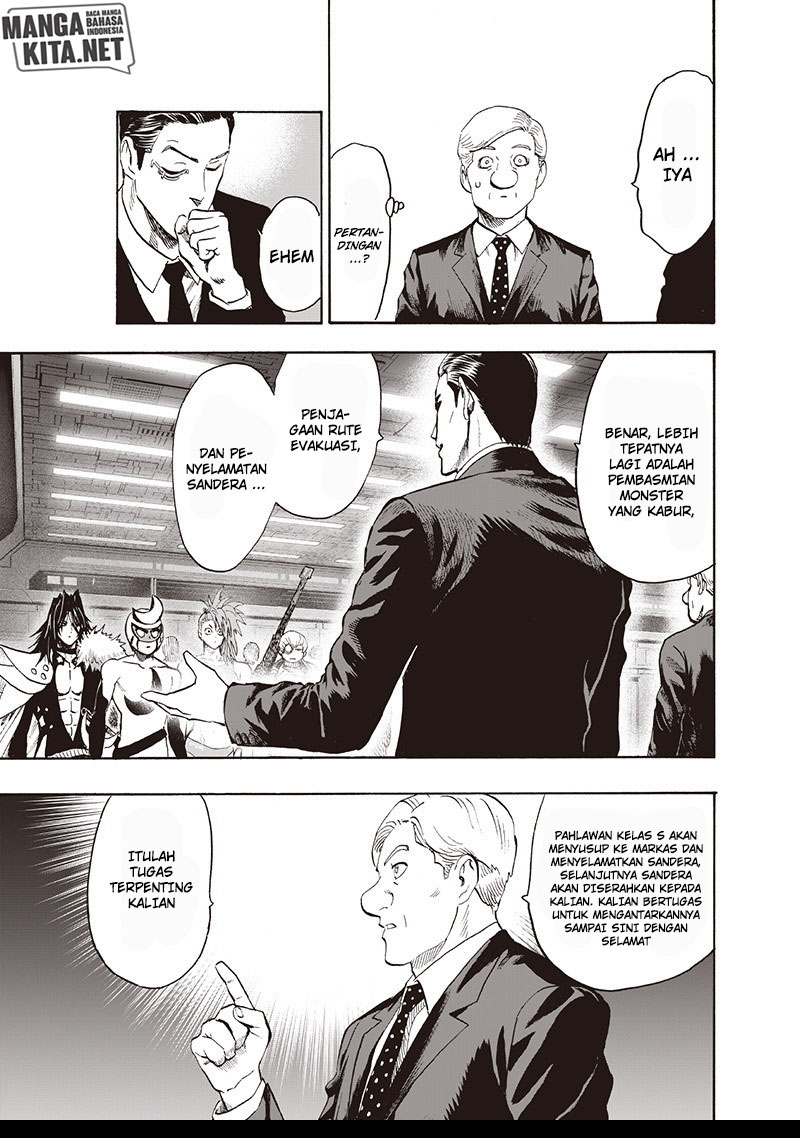 MANGA
BACA MANGA
BAHASA
INDONESIA
KITA.NET
AH ...
IYA
PERTAN-
DINGAN
...?
EHEM
BENAR, LEBIH
TEPATNYA
LAGI ADALAH
PEMBASMIAN
MONSTER
YANG KABUR,
PENJA-
GAAN RUTE
EVAKUASI,
DAN PE-
NYELAMATAN
SANDERA ...
PAHLAWAN KELAS S AKAN
MENYUSUP KE MARKAS DAN
MENYELAMATKAN SANDERA,
SELANJUTNYA SANDERA
AKAN DISERAHKAN KEPADA
KALIAN. KALIAN BERTUGAS
UNTUK MENGANTARKANNYA
SAMPAI SINI DENGAN
SELAMAT
ITULAH
TUGAS
TERPENTING
KALIAN